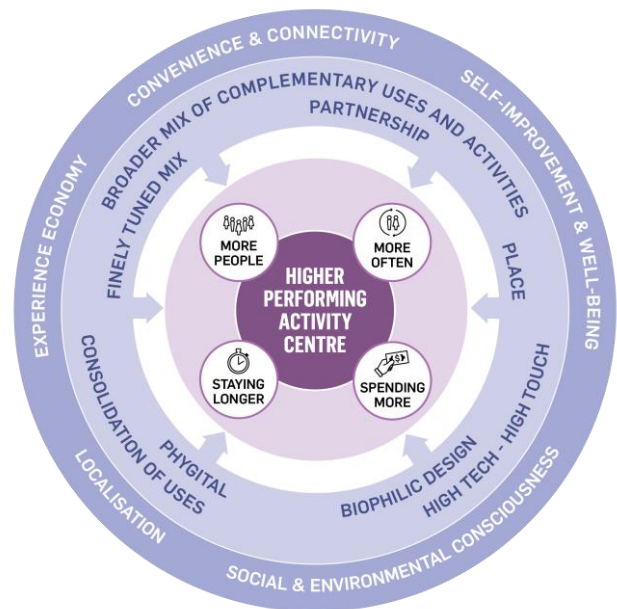 CONVENIENCE & CONNECTIVITY
SELF-IMPROVEMENT & WELL-BEING
SOCIAL & ENVIRONMENTAL CONSCIOUSNESS
LOCALISATION
EXPERIENCE ECONOMY
BROADER MIX OF COMPLEMENTARY USES AND ACTIVITIES
PARTNERSHIP
PLACE
HIGH TECH - HIGH TOUCH
BIOPHILIC DESIGN
PHYGITAL
CONSOLIDATION OF USES
FINELY TUNED MIX
MORE
PEOPLE
MORE
OFTEN
HIGHER
PERFORMING
ACTIVITY
CENTRE
STAYING
LONGER
$
SPENDING
MORE